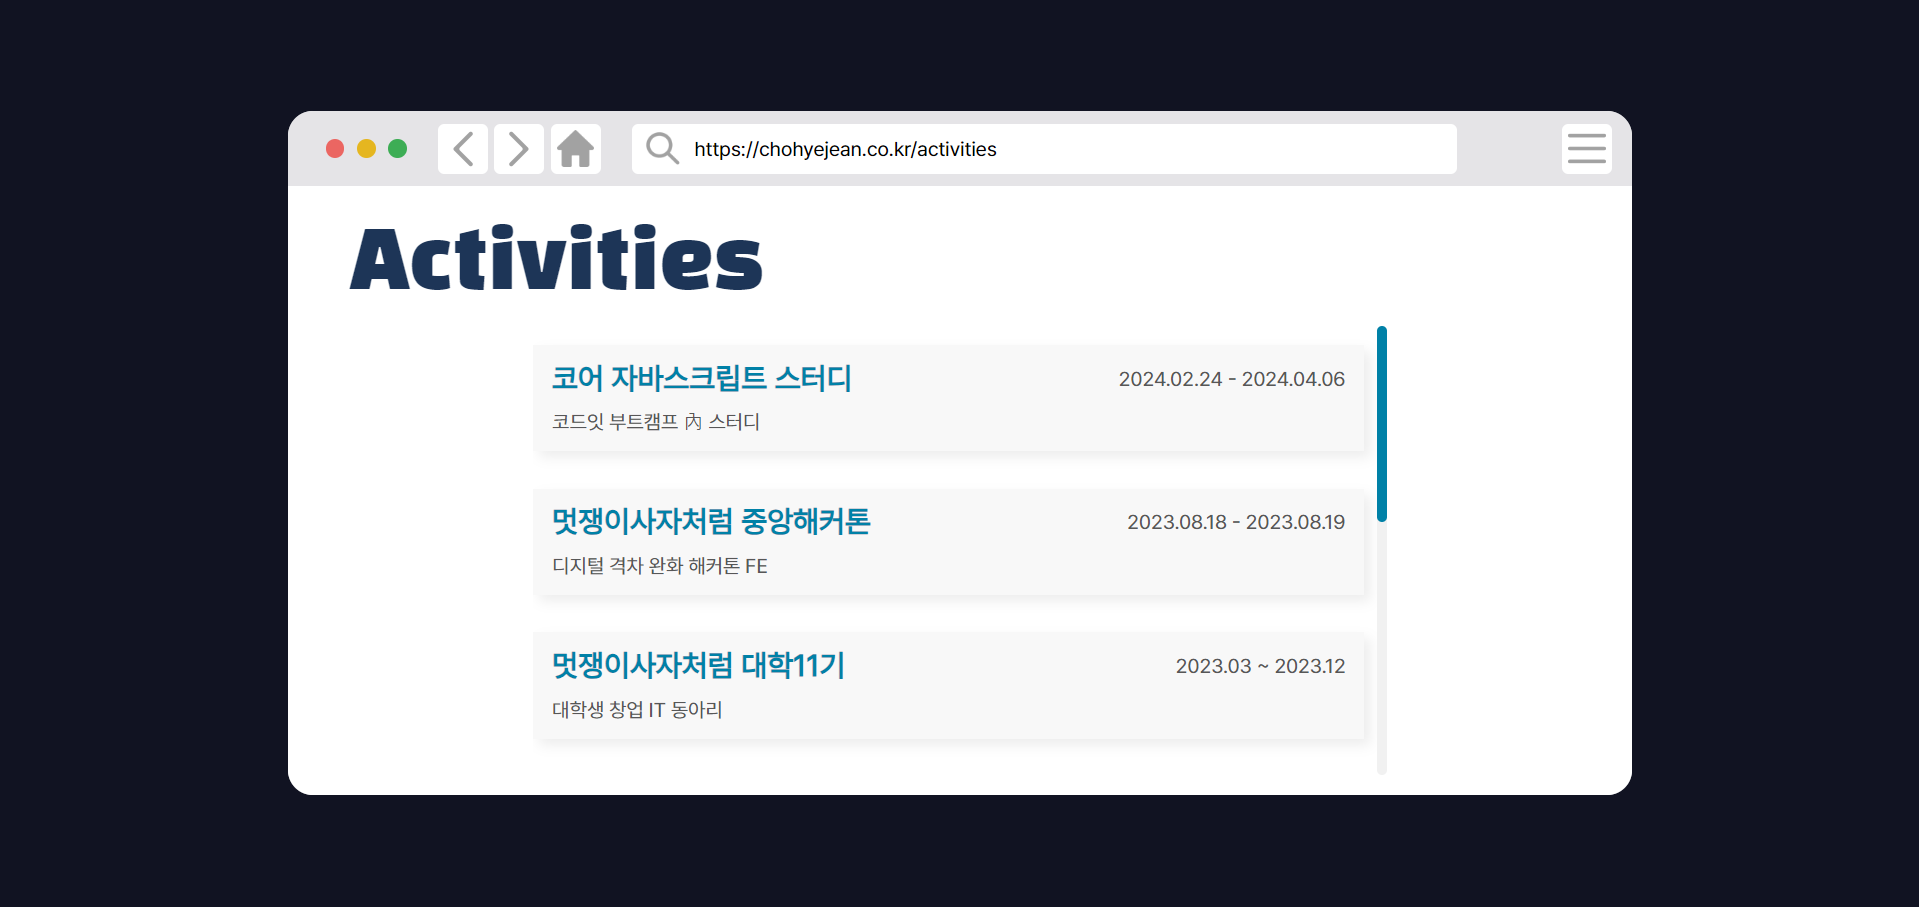 https://chohyejean.co.kr/activities
Activities
코어 자바스크립트 스터디
2024.02.24 - 2024.04.06
코드잇 부트캠프 內 스터디
멋쟁이사자처럼 중앙해커톤
2023.08.18 - 2023.08.19
디지털 격차 완화 해커톤 FE
멋쟁이사자처럼 대학11기
2023.03 ~ 2023.12
대학생 창업 IT 동아리